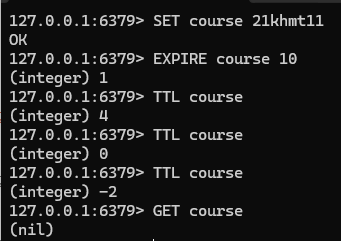 127.0.0.1:6379> SET course 21khmt11
OK
127.0.0.1:6379> EXPIRE course 10
(integer) 1
127.0.0.1:6379> TTL course
(integer) 4
127.0.0.1:6379> TTL course
(integer) 0
127.0.0.1:6379> TTL course
(integer) -2
127.0.0.1:6379> GET course
(nil)